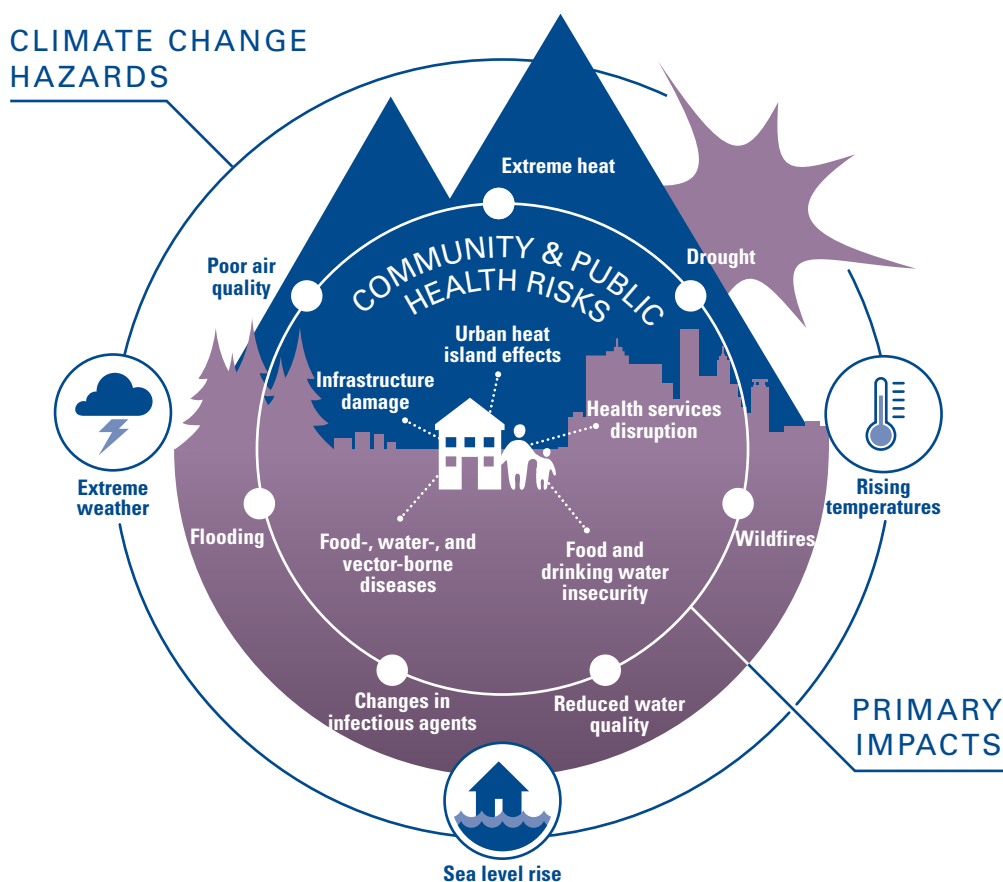 CLIMATE CHANGE
HAZARDS
Extreme heat
Drought
Poor air
quality
COMMUNITY & PUBLIC
HEALTH RISKS
Urban heat
island effects
Infrastructure
damage
Health services
disruption
Extreme
weather
Rising
temperatures
Flooding
Wildfires
Food-, water-, and
vector-borne
diseases
Food and
drinking water
insecurity
Changes in
infectious agents
Reduced water
quality
PRIMARY
IMPACTS
Sea level rise